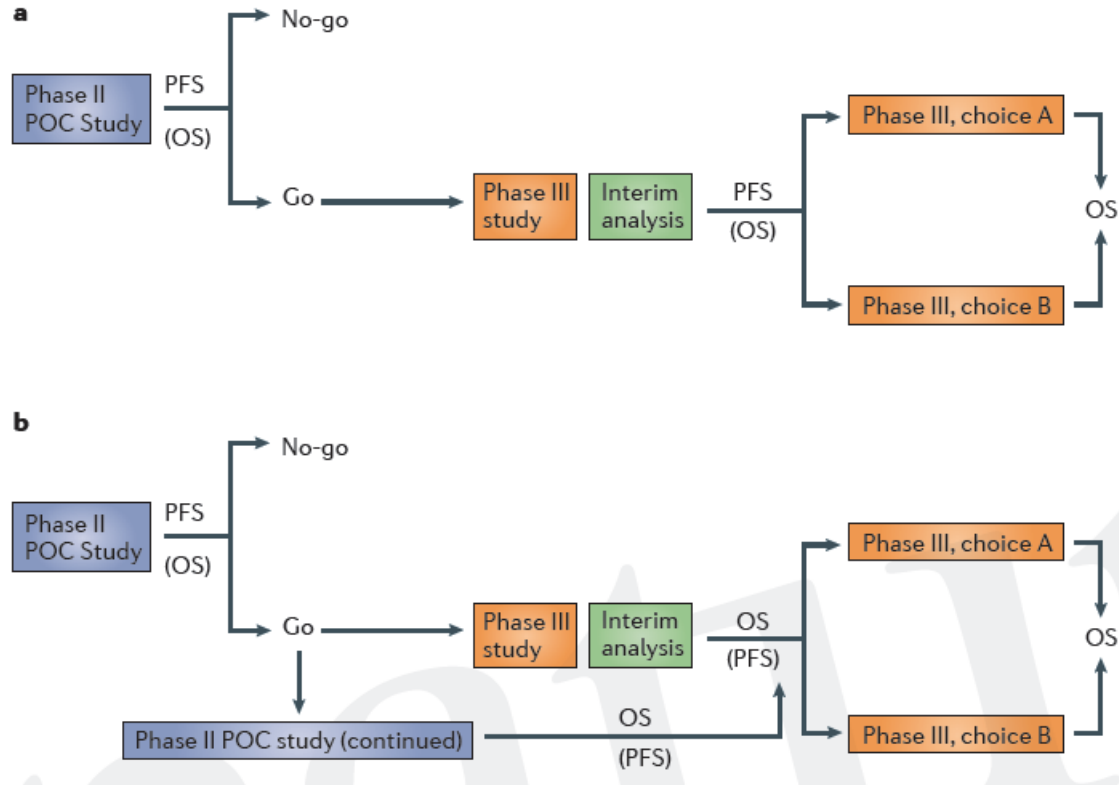 a
No-go
Phase II
POC Study
PFS
(OS)
Go
Phase III
study
Interim
analysis
PFS
(OS)
Phase III, choice A
OS
Phase III, choice B
b
No-go
Phase II
POC Study
PFS
(OS)
Go
Phase III
study
Interim
analysis
OS
(PFS)
Phase III, choice A
OS
Phase III, choice B
Phase II POC study (continued)
OS
(PFS)